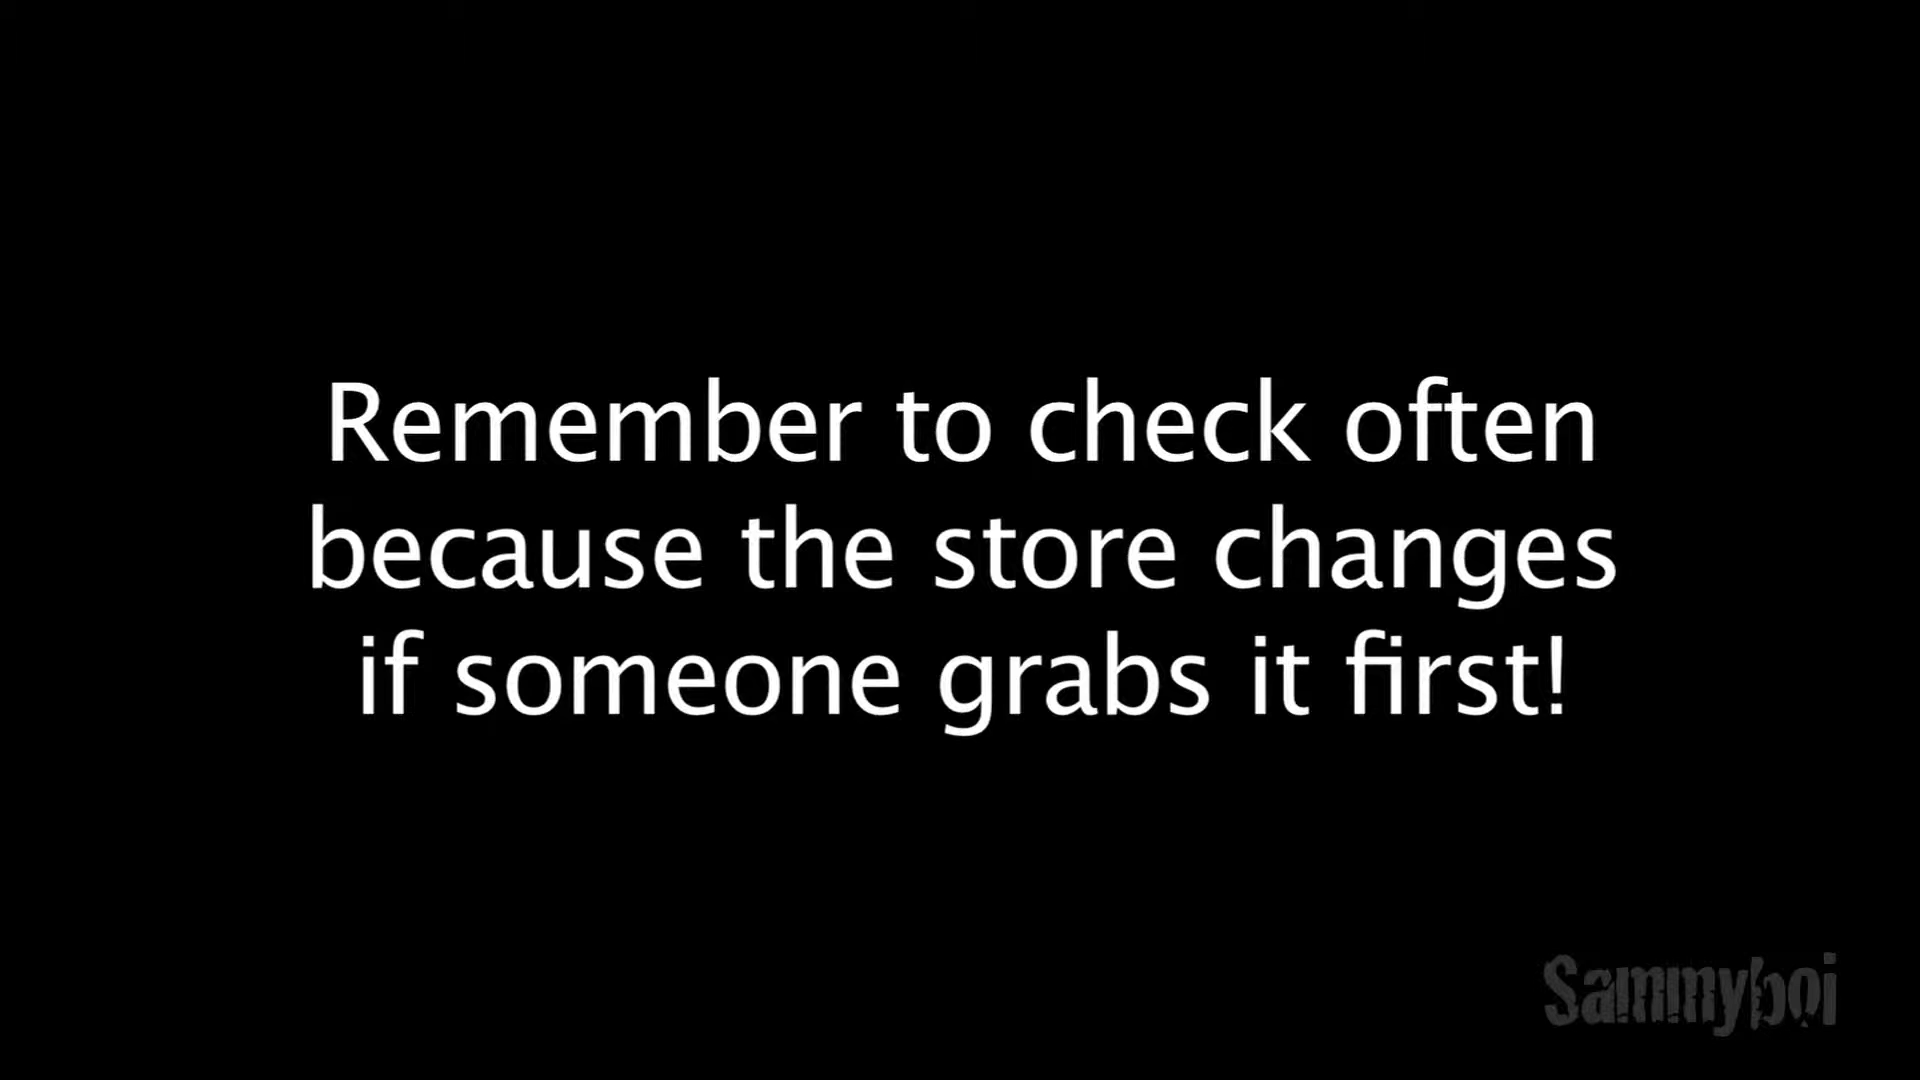 Remember to check often
because the store changes
if someone grabs it first!
Sammyboi